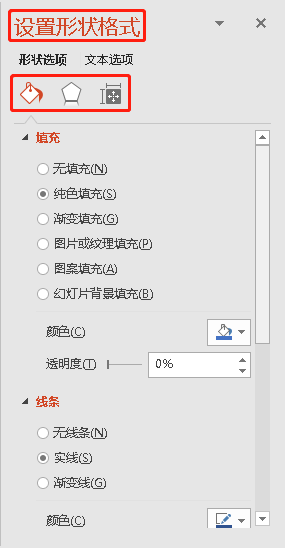 设置形状格式
形状选项 文本选项
填充
无填充(N)
纯色填充(S)
渐变填充(G)
图片或纹理填充(P)
图案填充(A)
幻灯片背景填充(B)
颜色(C)
透明度(T) 0%
线条
无线条(N)
实线(S)
渐变线(G)
颜色(C)